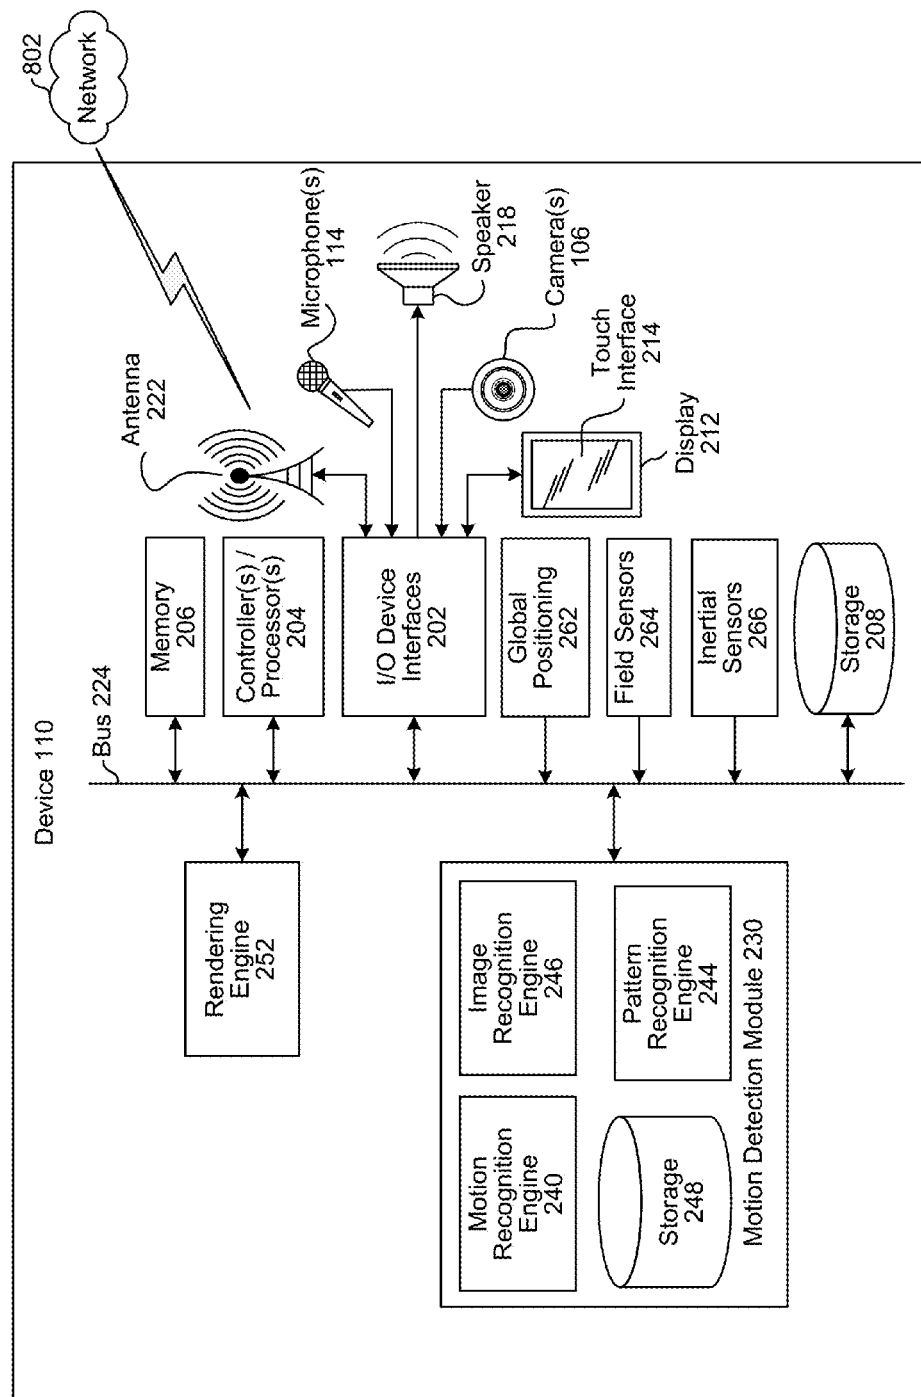 Device 110
Bus 224
Network
802
Antenna
222
Microphone(s)
114
Speaker
218
Camera(s)
106
Touch
Interface
214
Display
212
Memory
206
Controller(s) /
Processor(s)
204
I/O Device
Interfaces
202
Global
Positioning
262
Field Sensors
264
Inertial
Sensors
266
Storage
208
Rendering
Engine
252
Motion
Recognition
Engine
240
Image
Recognition
Engine
246
Storage
248
Pattern
Recognition
Engine
244
Motion Detection Module 230